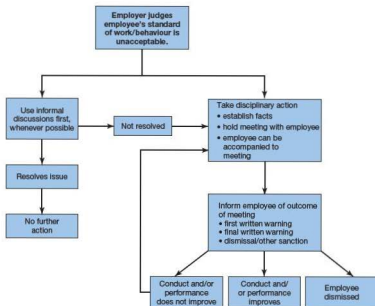 Employer judges
employee's standard
of work/behaviour is
unacceptable.
Use informal
discussions first,
whenever possible
Not resolved
Take disciplinary action
• establish facts
• hold meeting with employee
• employee can be
accompanied to
meeting
Resolves issue
No further
action
Inform employee of outcome
of meeting
• first written warning
• final written warning
• dismissal/other sanction
Conduct and/or
performance
does not improve
Conduct and/
or performance
improves
Employee
dismissed